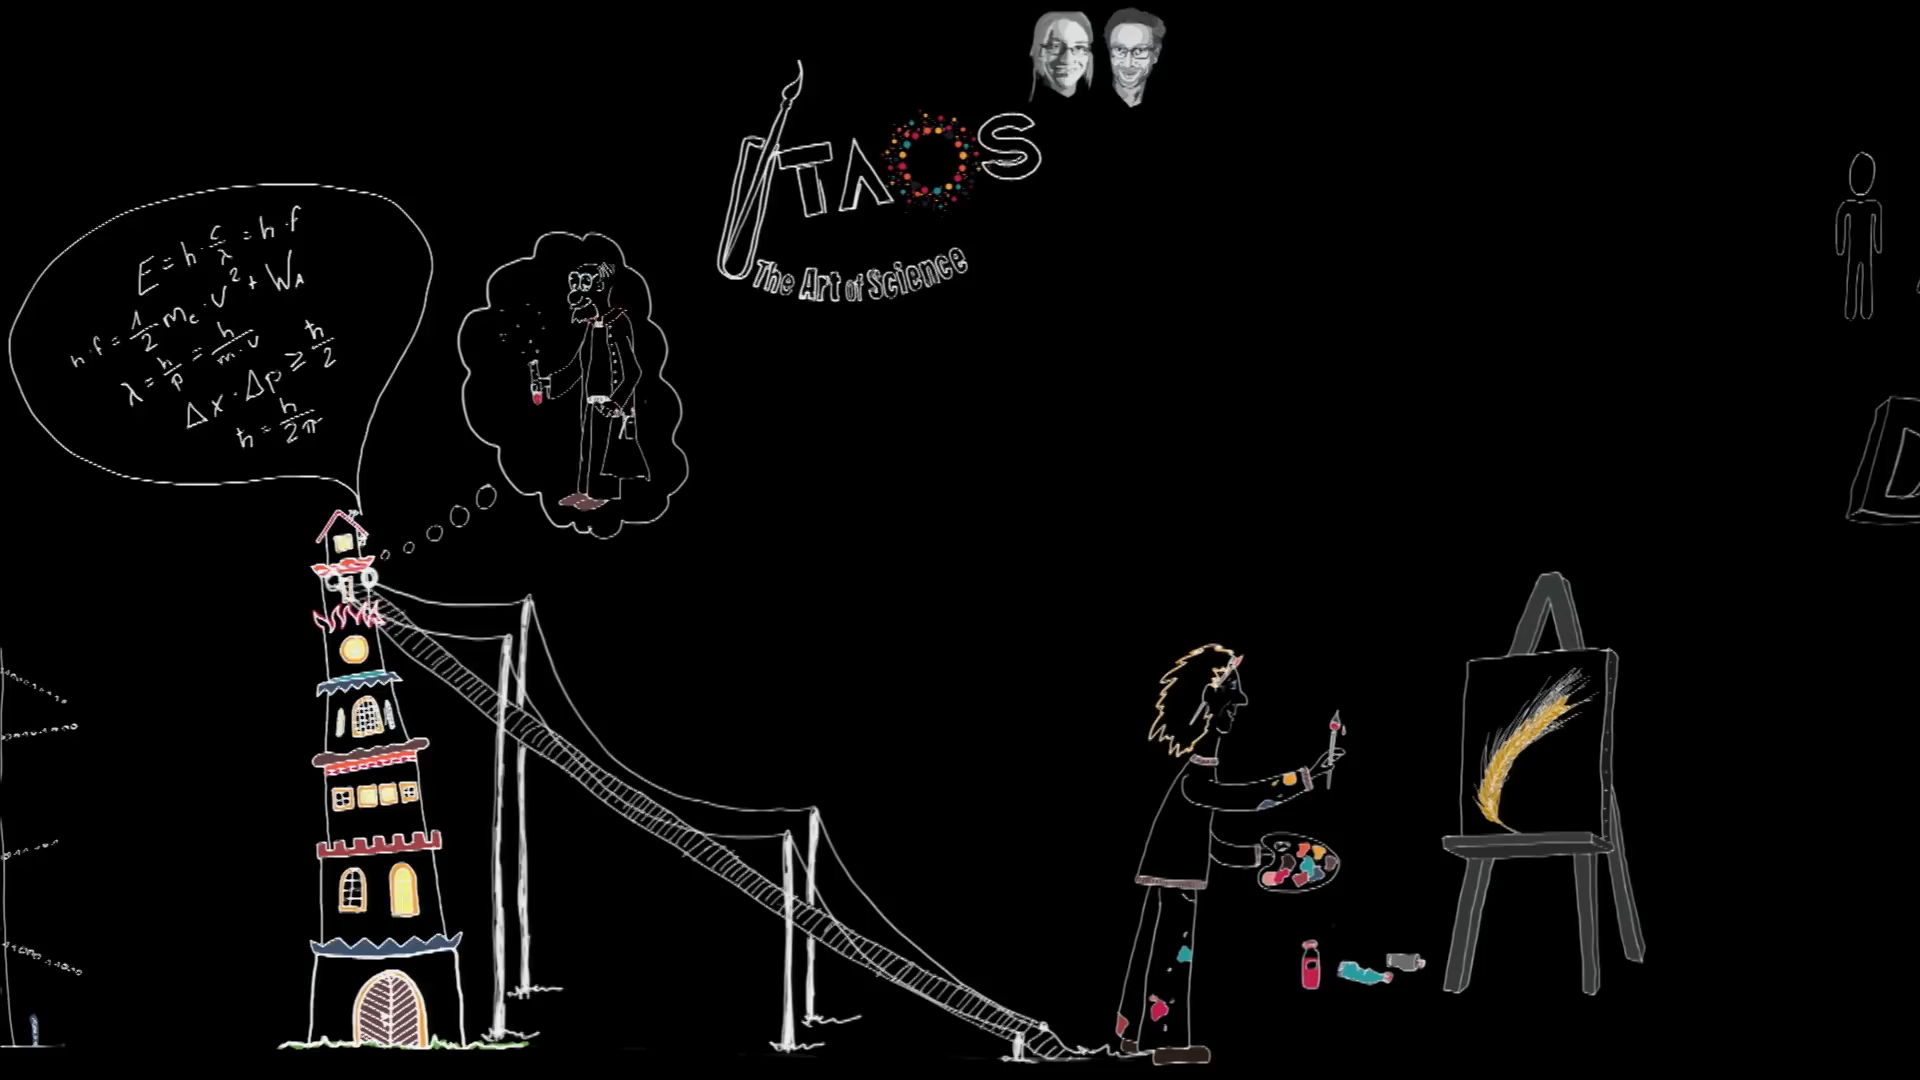 TAOS
The Art of Science
E = h · c/λ = h · f
h · f = 1/2 mₑ · v² + W_A
λ = h/p = h/m·v
Δx · Δp ≥ ħ/2
ħ = h/2π
D